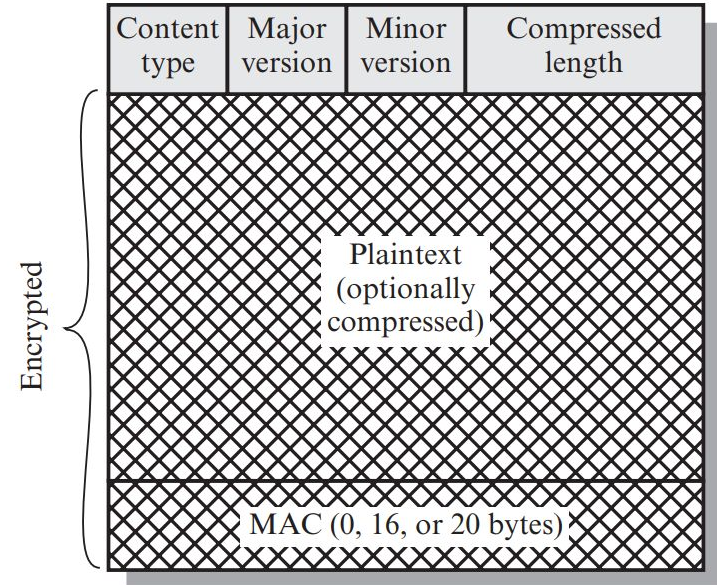 Content
type
Major
version
Minor
version
Compressed
length
Encrypted
Plaintext
(optionally
compressed)
MAC (0, 16, or 20 bytes)